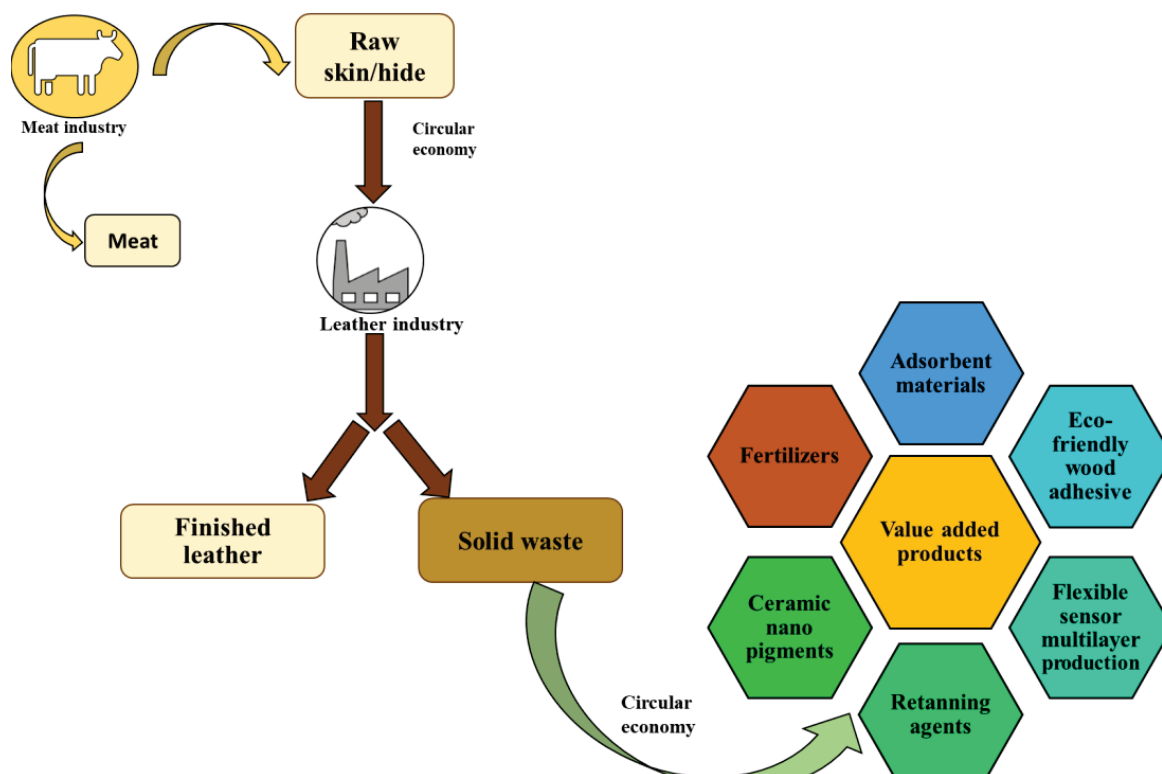 Raw
skin/hide
Meat industry
Circular
economy
Meat
Leather industry
Finished
leather
Solid waste
Adsorbent
materials
Fertilizers
Eco-
friendly
wood
adhesive
Value added
products
Ceramic
nano
pigments
Flexible
sensor
multilayer
production
Retanning
agents
Circular
economy